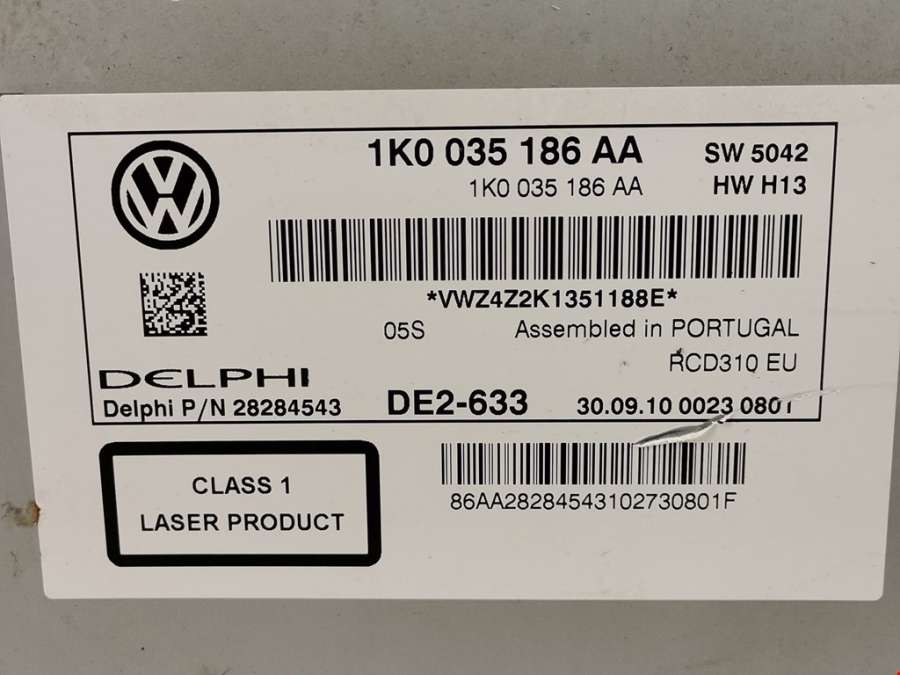 1K0 035 186 AA SW 5042
1K0 035 186 AA HW H13
*VWZ4Z2K1351188E*
05S Assembled in PORTUGAL
RCD310 EU
DELPHI
Delphi P/N 28284543 DE2-633 30.09.10 0023 0801
CLASS 1
LASER PRODUCT
86AA28284543102730801F